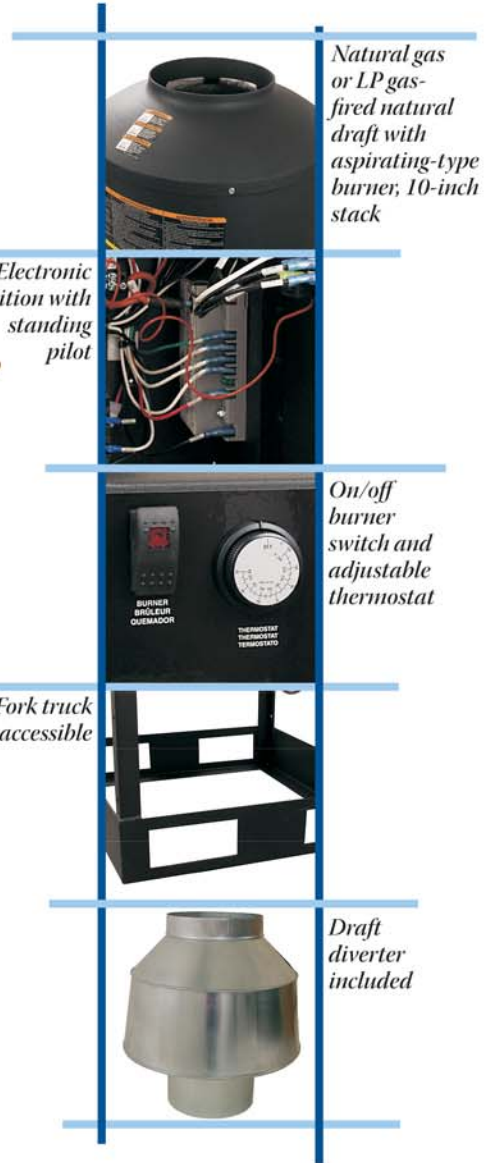 Natural gas
or LP gas-
fired natural
draft with
aspirating-type
burner, 10-inch
stack
Electronic
ition with
standing
pilot
On/off
burner
switch and
adjustable
thermostat
BURNER
BRÛLEUR
QUEMADOR
THERMOSTAT
THERMOSTAT
TERMOSTATO
Fork truck
accessible
Draft
diverter
included